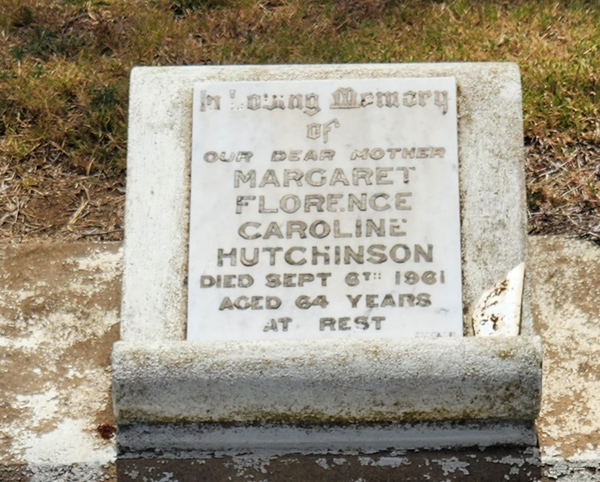 In Loving Memory
of
OUR DEAR MOTHER
MARGARET
FLORENCE
CAROLINE
HUTCHINSON
DIED SEPT 6TH 1961
AGED 64 YEARS
AT REST